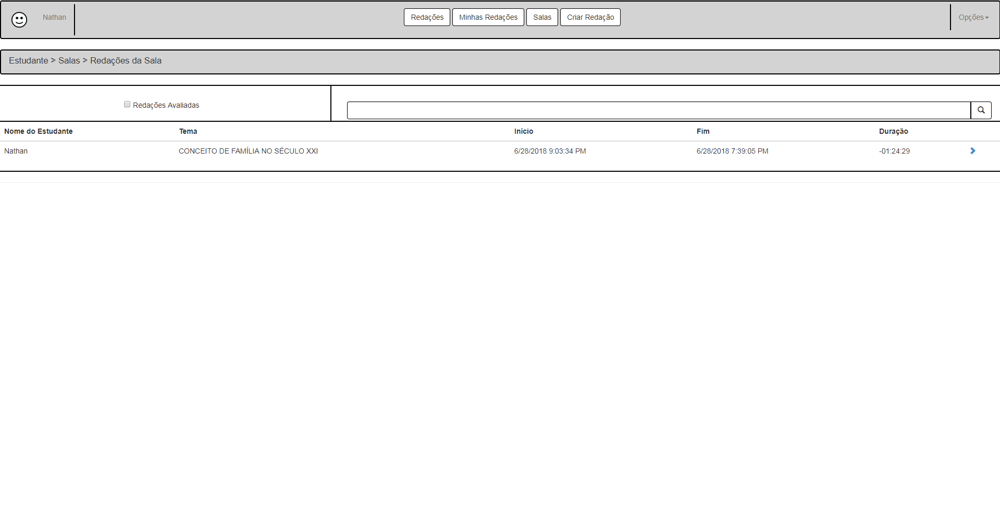 Nathan Redações Minhas Redações Salas Criar Redação Opções
Estudante > Salas > Redações da Sala
Redações Avaliadas
Nome do Estudante Tema Início Fim Duração
Nathan CONCEITO DE FAMÍLIA NO SÉCULO XXI 6/28/2018 9:03:34 PM 6/28/2018 7:39:05 PM -01:24:29